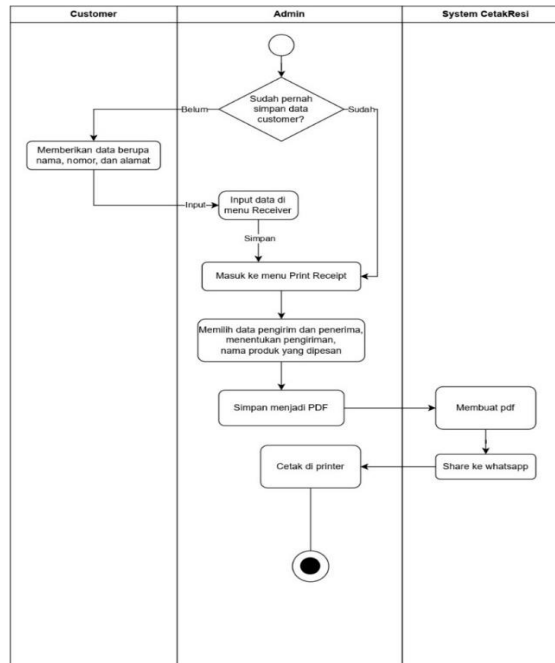 Customer
Admin
System CetakResi
Sudah pernah
simpan data
customer?
Belum
Sudah
Memberikan data berupa
nama, nomor, dan alamat
Input
Input data di
menu Receiver
Simpan
Masuk ke menu Print Receipt
Memilih data pengirim dan penerima,
menentukan pengiriman,
nama produk yang dipesan
Simpan menjadi PDF
Membuat pdf
Cetak di printer
Share ke whatsapp